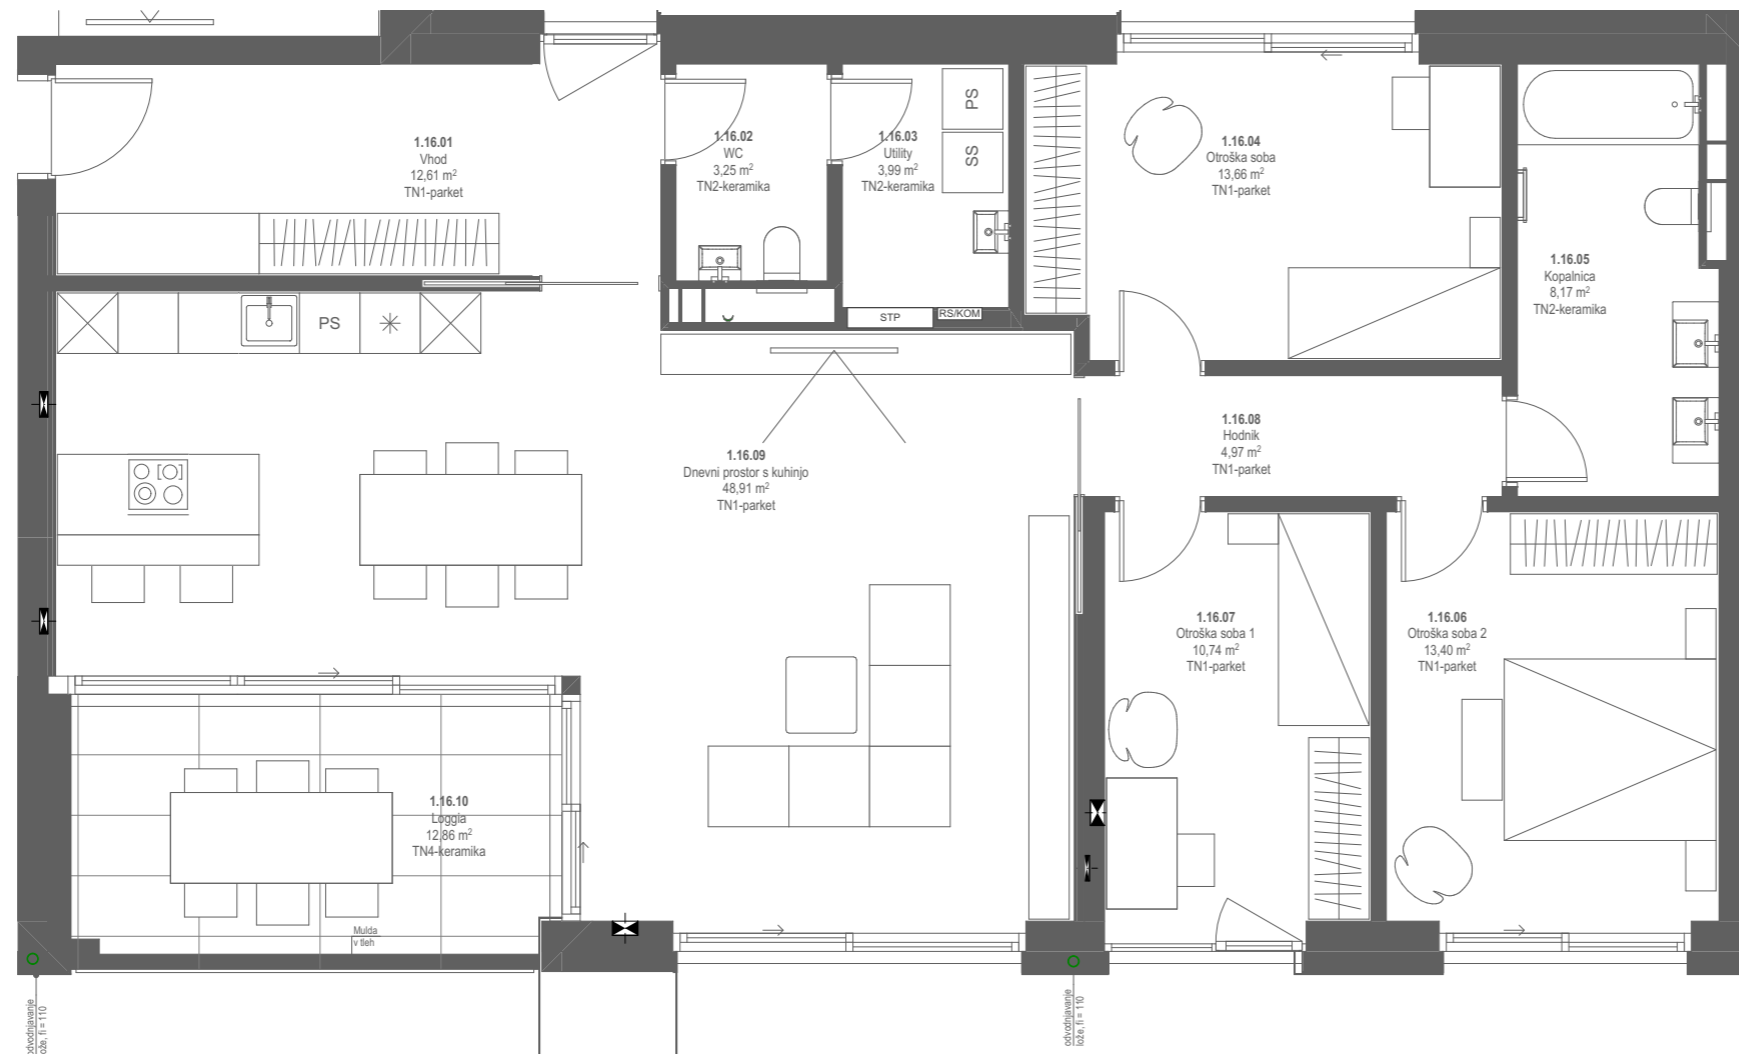 1.16.01
Vhod
12,61 m²
TN1-parket
1.16.02
WC
3,25 m²
TN2-keramika
1.16.03
Utility
3,99 m²
TN2-keramika
PS
SS
1.16.04
Otroška soba
13,66 m²
TN1-parket
1.16.05
Kopalnica
8,17 m²
TN2-keramika
PS
STP
RS/KOM
1.16.09
Dnevni prostor s kuhinjo
48,91 m²
TN1-parket
1.16.08
Hodnik
4,97 m²
TN1-parket
1.16.07
Otroška soba 1
10,74 m²
TN1-parket
1.16.06
Otroška soba 2
13,40 m²
TN1-parket
1.16.10
Loggia
12,86 m²
TN4-keramika
Mulda
v tleh
odvodnjavanje
lože, fi = 110
odvodnjavanje
lože, fi = 110